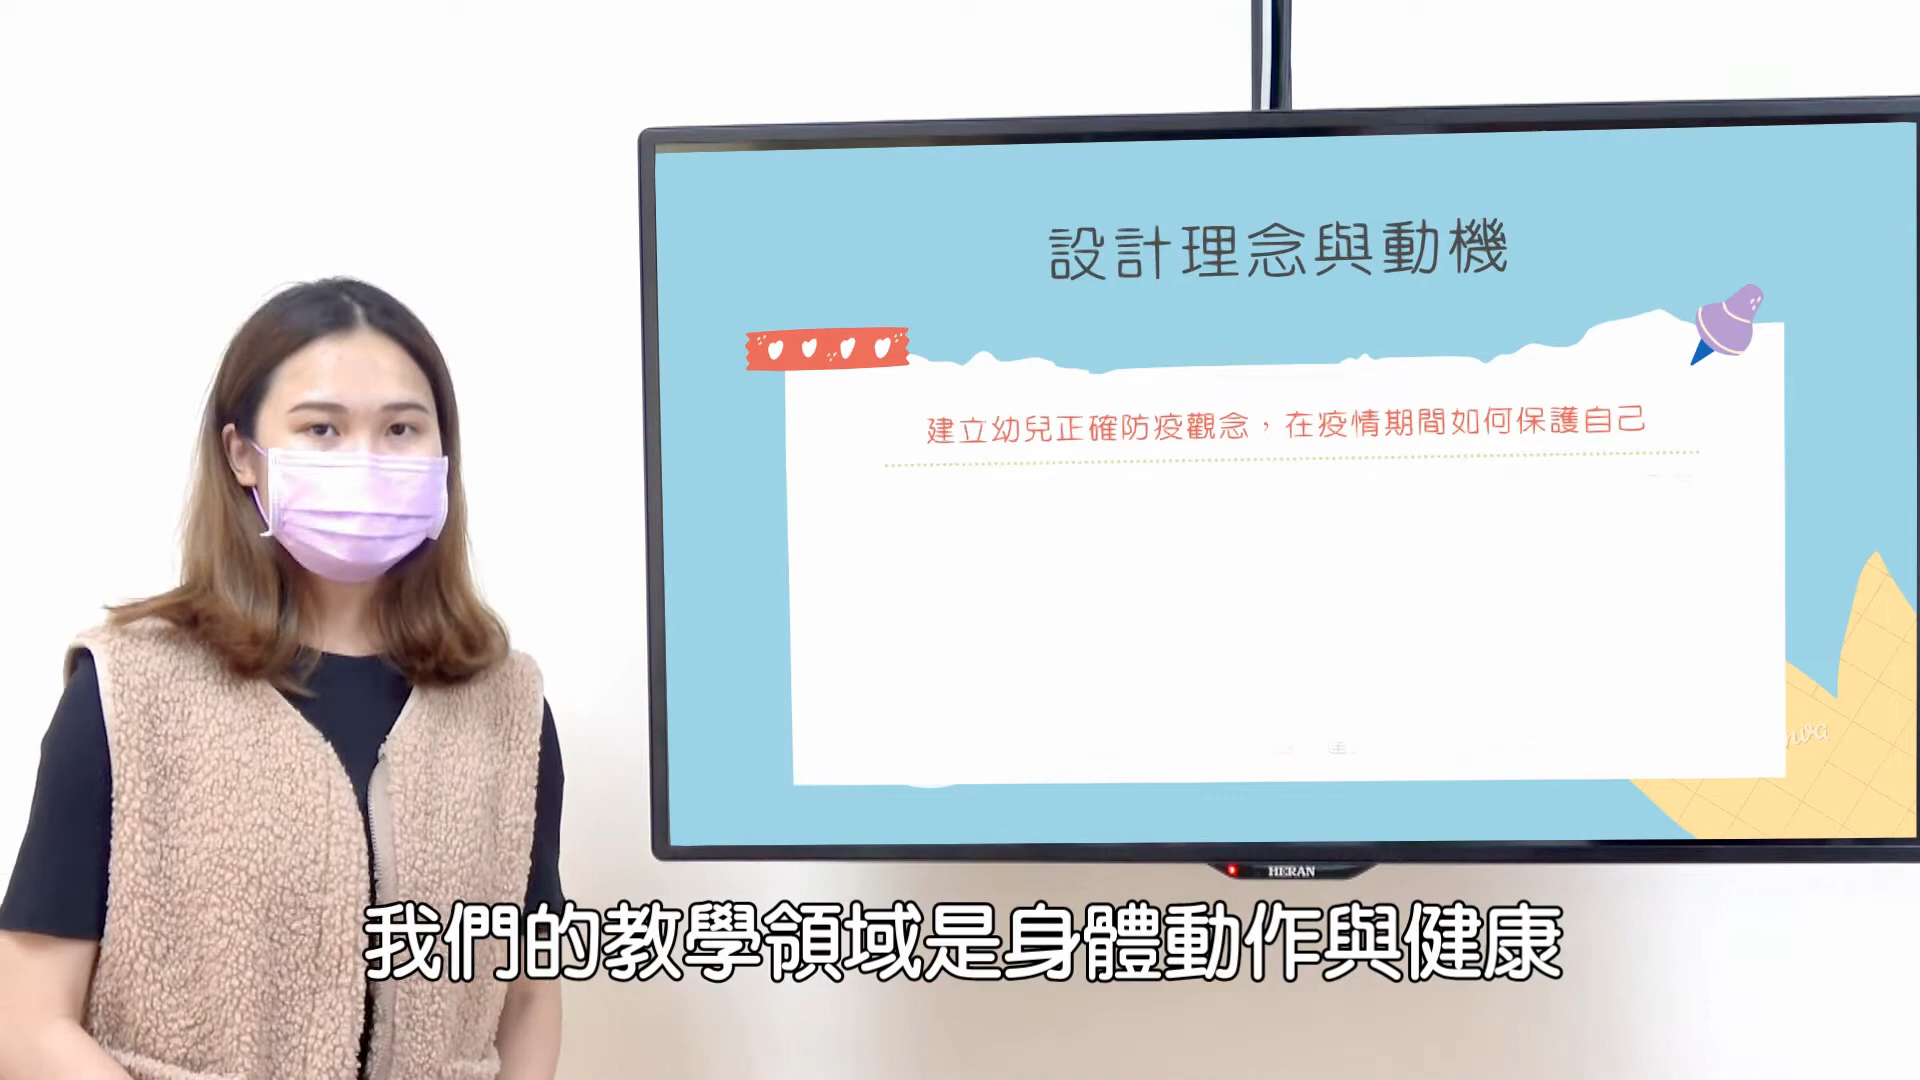 設計理念與動機
建立幼兒正確防疫觀念，在疫情期間如何保護自己
HERAN
我們的教學領域是身體動作與健康